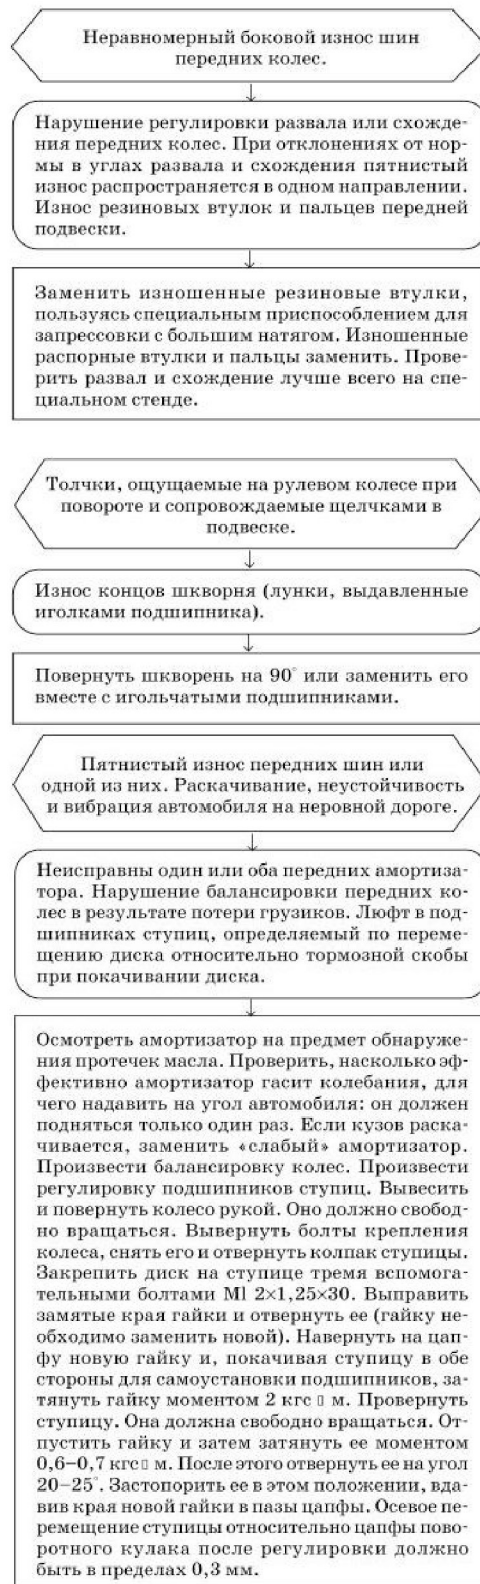 Неравномерный боковой износ шин
передних колес.
Нарушение регулировки развала или схожде-
ния передних колес. При отклонениях от нор-
мы в углах развала и схождения пятнистый
износ распространяется в одном направлении.
Износ резиновых втулок и пальцев передней
подвески.
Заменить изношенные резиновые втулки,
пользуясь специальным приспособлением для
запрессовки с большим натягом. Изношенные
распорные втулки и пальцы заменить. Прове-
рить развал и схождение лучше всего на спе-
циальном стенде.
Толчки, ощущаемые на рулевом колесе при
повороте и сопровождаемые щелчками в
подвеске.
Износ концов шкворня (лунки, выдавленные
иголками подшипника).
Повернуть шкворень на 90° или заменить его
вместе с игольчатыми подшипниками.
Пятнистый износ передних шин или
одной из них. Раскачивание, неустойчивость
и вибрация автомобиля на неровной дороге.
Неисправны один или оба передних амортиза-
тора. Нарушение балансировки передних ко-
лес в результате потери грузиков. Люфт в под-
шипниках ступиц, определяемый по переме-
щению диска относительно тормозной скобы
при покачивании диска.
Осмотреть амортизатор на предмет обнаруже-
ния протечек масла. Проверить, насколько эф-
фективно амортизатор гасит колебания, для
чего надавить на угол автомобиля: он должен
подняться только один раз. Если кузов раска-
чивается, заменить «слабый» амортизатор.
Произвести балансировку колес. Произвести
регулировку подшипников ступиц. Вывесить
и повернуть колесо рукой. Оно должно свобод-
но вращаться. Вывернуть болты крепления
колеса, снять его и отвернуть колпак ступицы.
Закрепить диск на ступице тремя вспомога-
тельными болтами Ml 2×1,25×30. Выправить
замятые края гайки и отвернуть ее (гайку не-
обходимо заменить новой). Навернуть на цап-
фу новую гайку и, покачивая ступицу в обе
стороны для самоустановки подшипников, за-
тянуть гайку моментом 2 кгс ▯ м. Провернуть
ступицу. Она должна свободно вращаться. От-
пустить гайку и затем затянуть ее моментом
0,6–0,7 кгс▯ м. После этого отвернуть ее на угол
20–25°. Застопорить ее в этом положении, вда-
вив края новой гайки в пазы цапфы. Осевое пе-
ремещение ступицы относительно цапфы пово-
ротного кулака после регулировки должно
быть в пределах 0,3 мм.